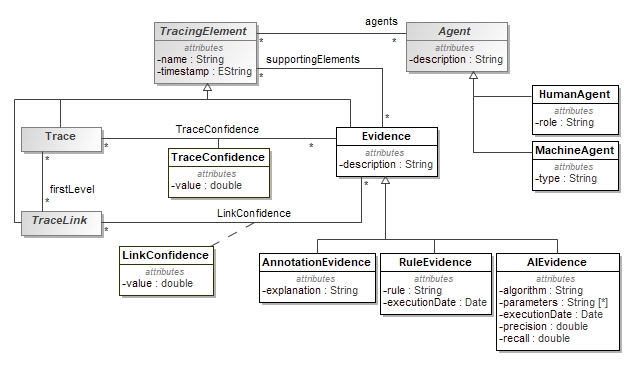 TracingElement
attributes
-name : String
-timestamp : EString
agents
*
*
Agent
attributes
-description : String
supportingElements
*
*
HumanAgent
attributes
-role : String
MachineAgent
attributes
-type : String
Trace
*
TraceConfidence
*
TraceConfidence
attributes
-value : double
Evidence
attributes
-description : String
*
firstLevel
*
TraceLink
*
LinkConfidence
*
LinkConfidence
attributes
-value : double
AnnotationEvidence
attributes
-explanation : String
RuleEvidence
attributes
-rule : String
-executionDate : Date
AIEvidence
attributes
-algorithm : String
-parameters : String [*]
-executionDate : Date
-precision : double
-recall : double